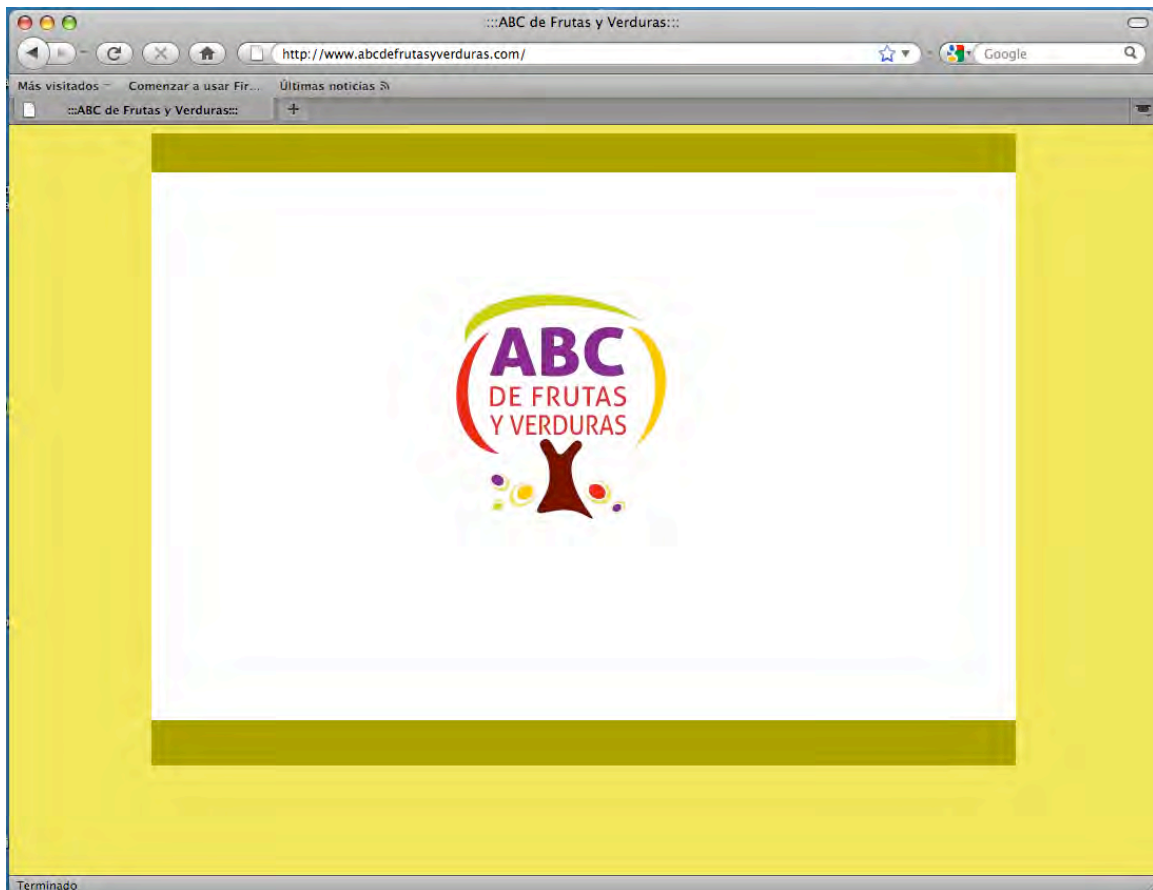 :::ABC de Frutas y Verduras:::
http://www.abcdefrutasyverduras.com/
Google
Más visitados
Comenzar a usar Fir...
Últimas noticias
:::ABC de Frutas y Verduras:::
ABC
DE FRUTAS
Y VERDURAS
Terminado